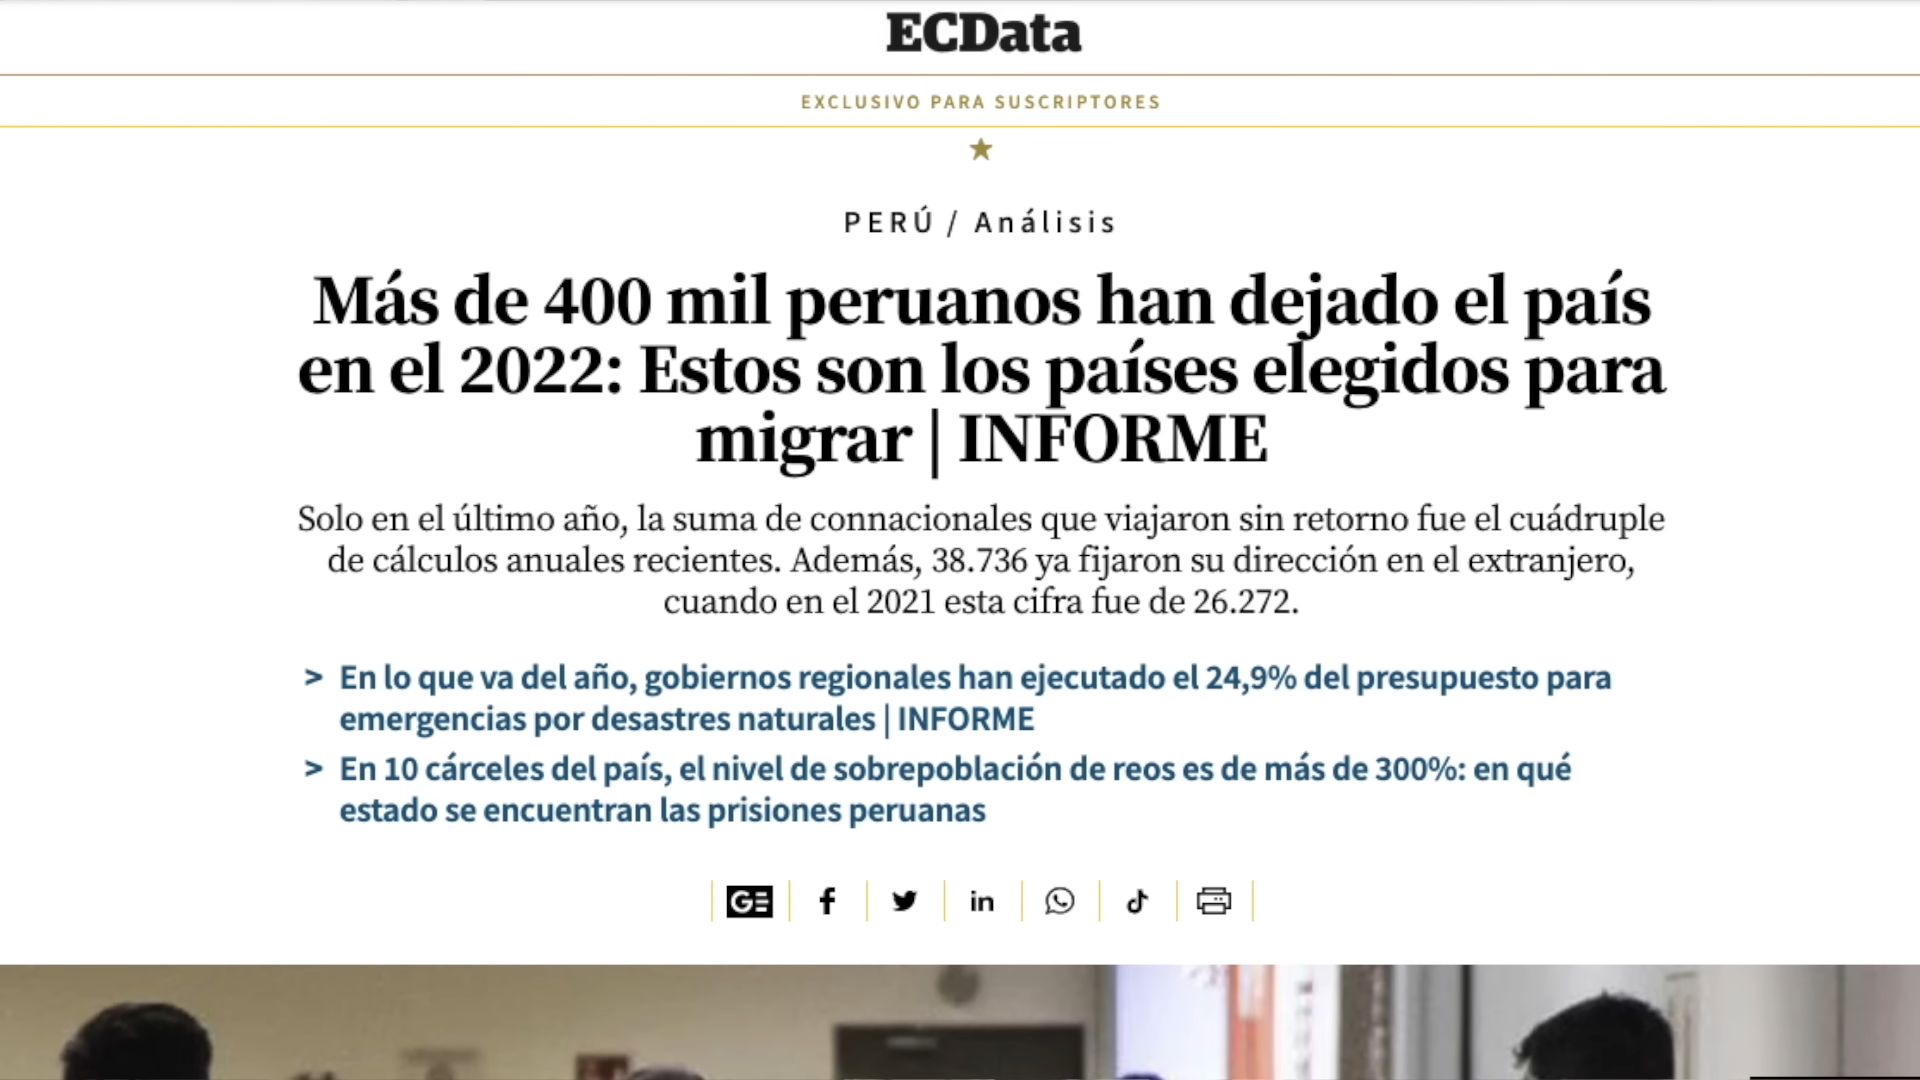 ECData
EXCLUSIVO PARA SUSCRIPTORES
PERÚ / Análisis
Más de 400 mil peruanos han dejado el país
en el 2022: Estos son los países elegidos para
migrar | INFORME
Solo en el último año, la suma de connacionales que viajaron sin retorno fue el cuádruple
de cálculos anuales recientes. Además, 38.736 ya fijaron su dirección en el extranjero,
cuando en el 2021 esta cifra fue de 26.272.
> En lo que va del año, gobiernos regionales han ejecutado el 24,9% del presupuesto para
emergencias por desastres naturales | INFORME
> En 10 cárceles del país, el nivel de sobrepoblación de reos es de más de 300%: en qué
estado se encuentran las prisiones peruanas
GE f in